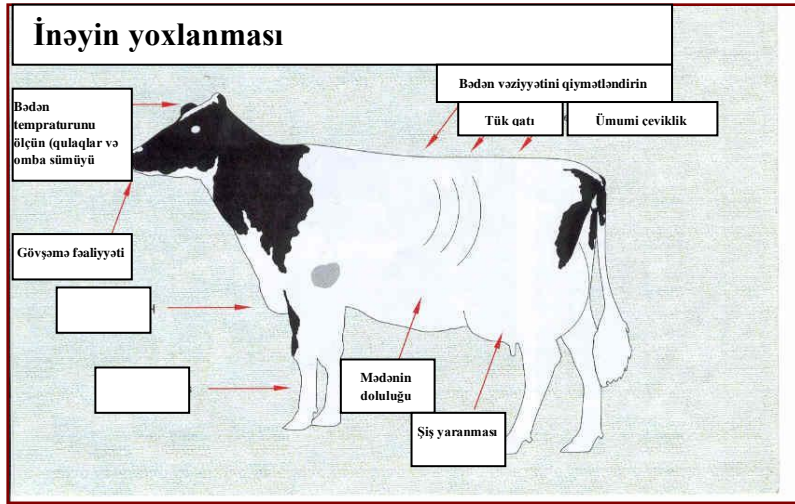 İnəyin yoxlanması
Bədən vəziyyətini qiymətləndirin
Tük qatı
Ümumi çeviklik
Bədən
tempraturunu
ölçün (qulaqlar və
omba sümüyü
Gövşəmə fəaliyyəti
Mədənin
doluluğu
Şiş yaranması